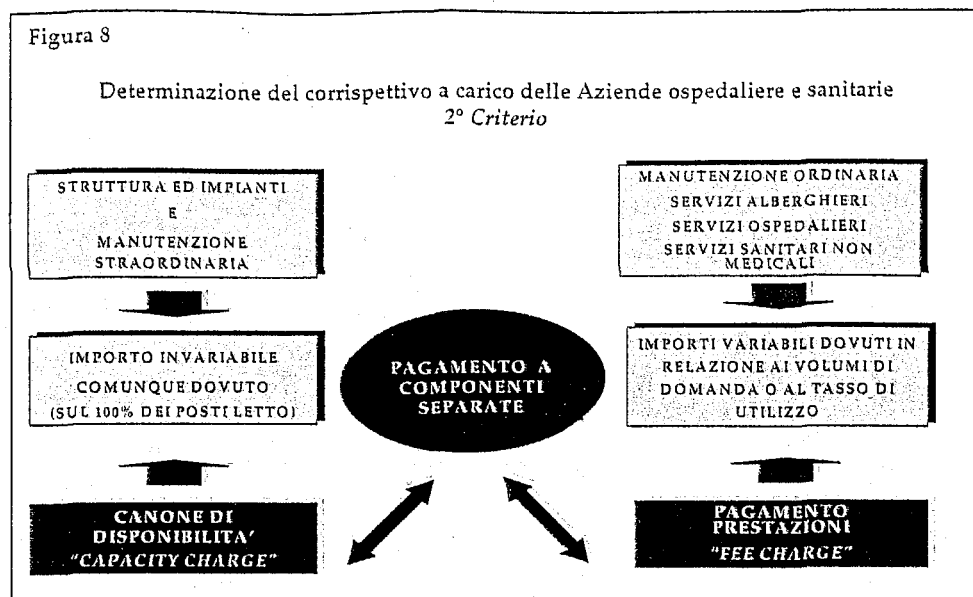 Figura 8
Determinazione del corrispettivo a carico delle Aziende ospedaliere e sanitarie
2° Criterio
STRUTTURA ED IMPIANTI
E
MANUTENZIONE
STRAORDINARIA
MANUTENZIONE ORDINARIA
SERVIZI ALBERGHIERI
SERVIZI OSPEDALIERI
SERVIZI SANITARI NON
MEDICALI
IMPORTO INVARIABILE
COMUNQUE DOVUTO
(SUL 100% DEI POSTI LETTO)
PAGAMENTO A
COMPONENTI
SEPARATE
IMPORTI VARIABILI DOVUTI IN
RELAZIONE AI VOLUMI DI
DOMANDA O AL TASSO DI
UTILIZZO
CANONE DI
DISPONIBILITA'
"CAPACITY CHARGE"
PAGAMENTO
PRESTAZIONI
"FEE CHARGE"